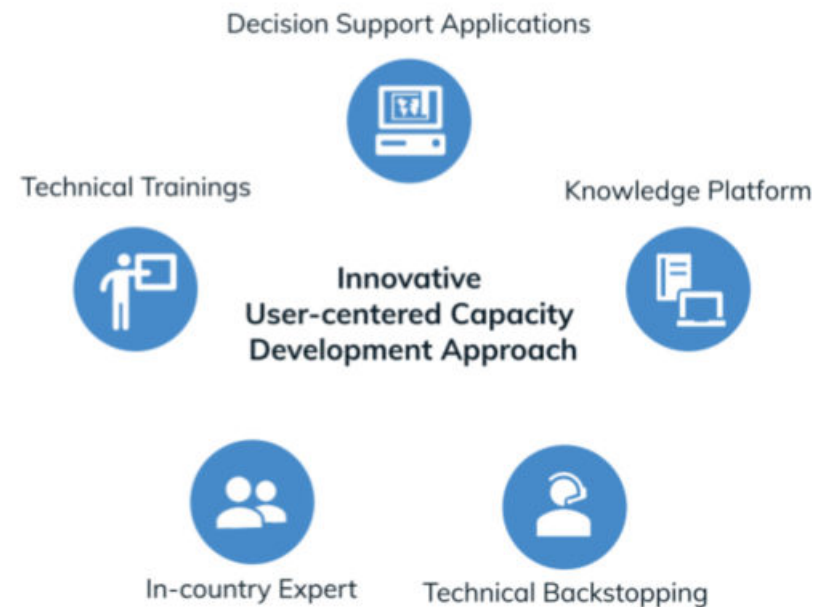 Decision Support Applications
Technical Trainings
Knowledge Platform
Innovative
User-centered Capacity
Development Approach
In-country Expert
Technical Backstopping